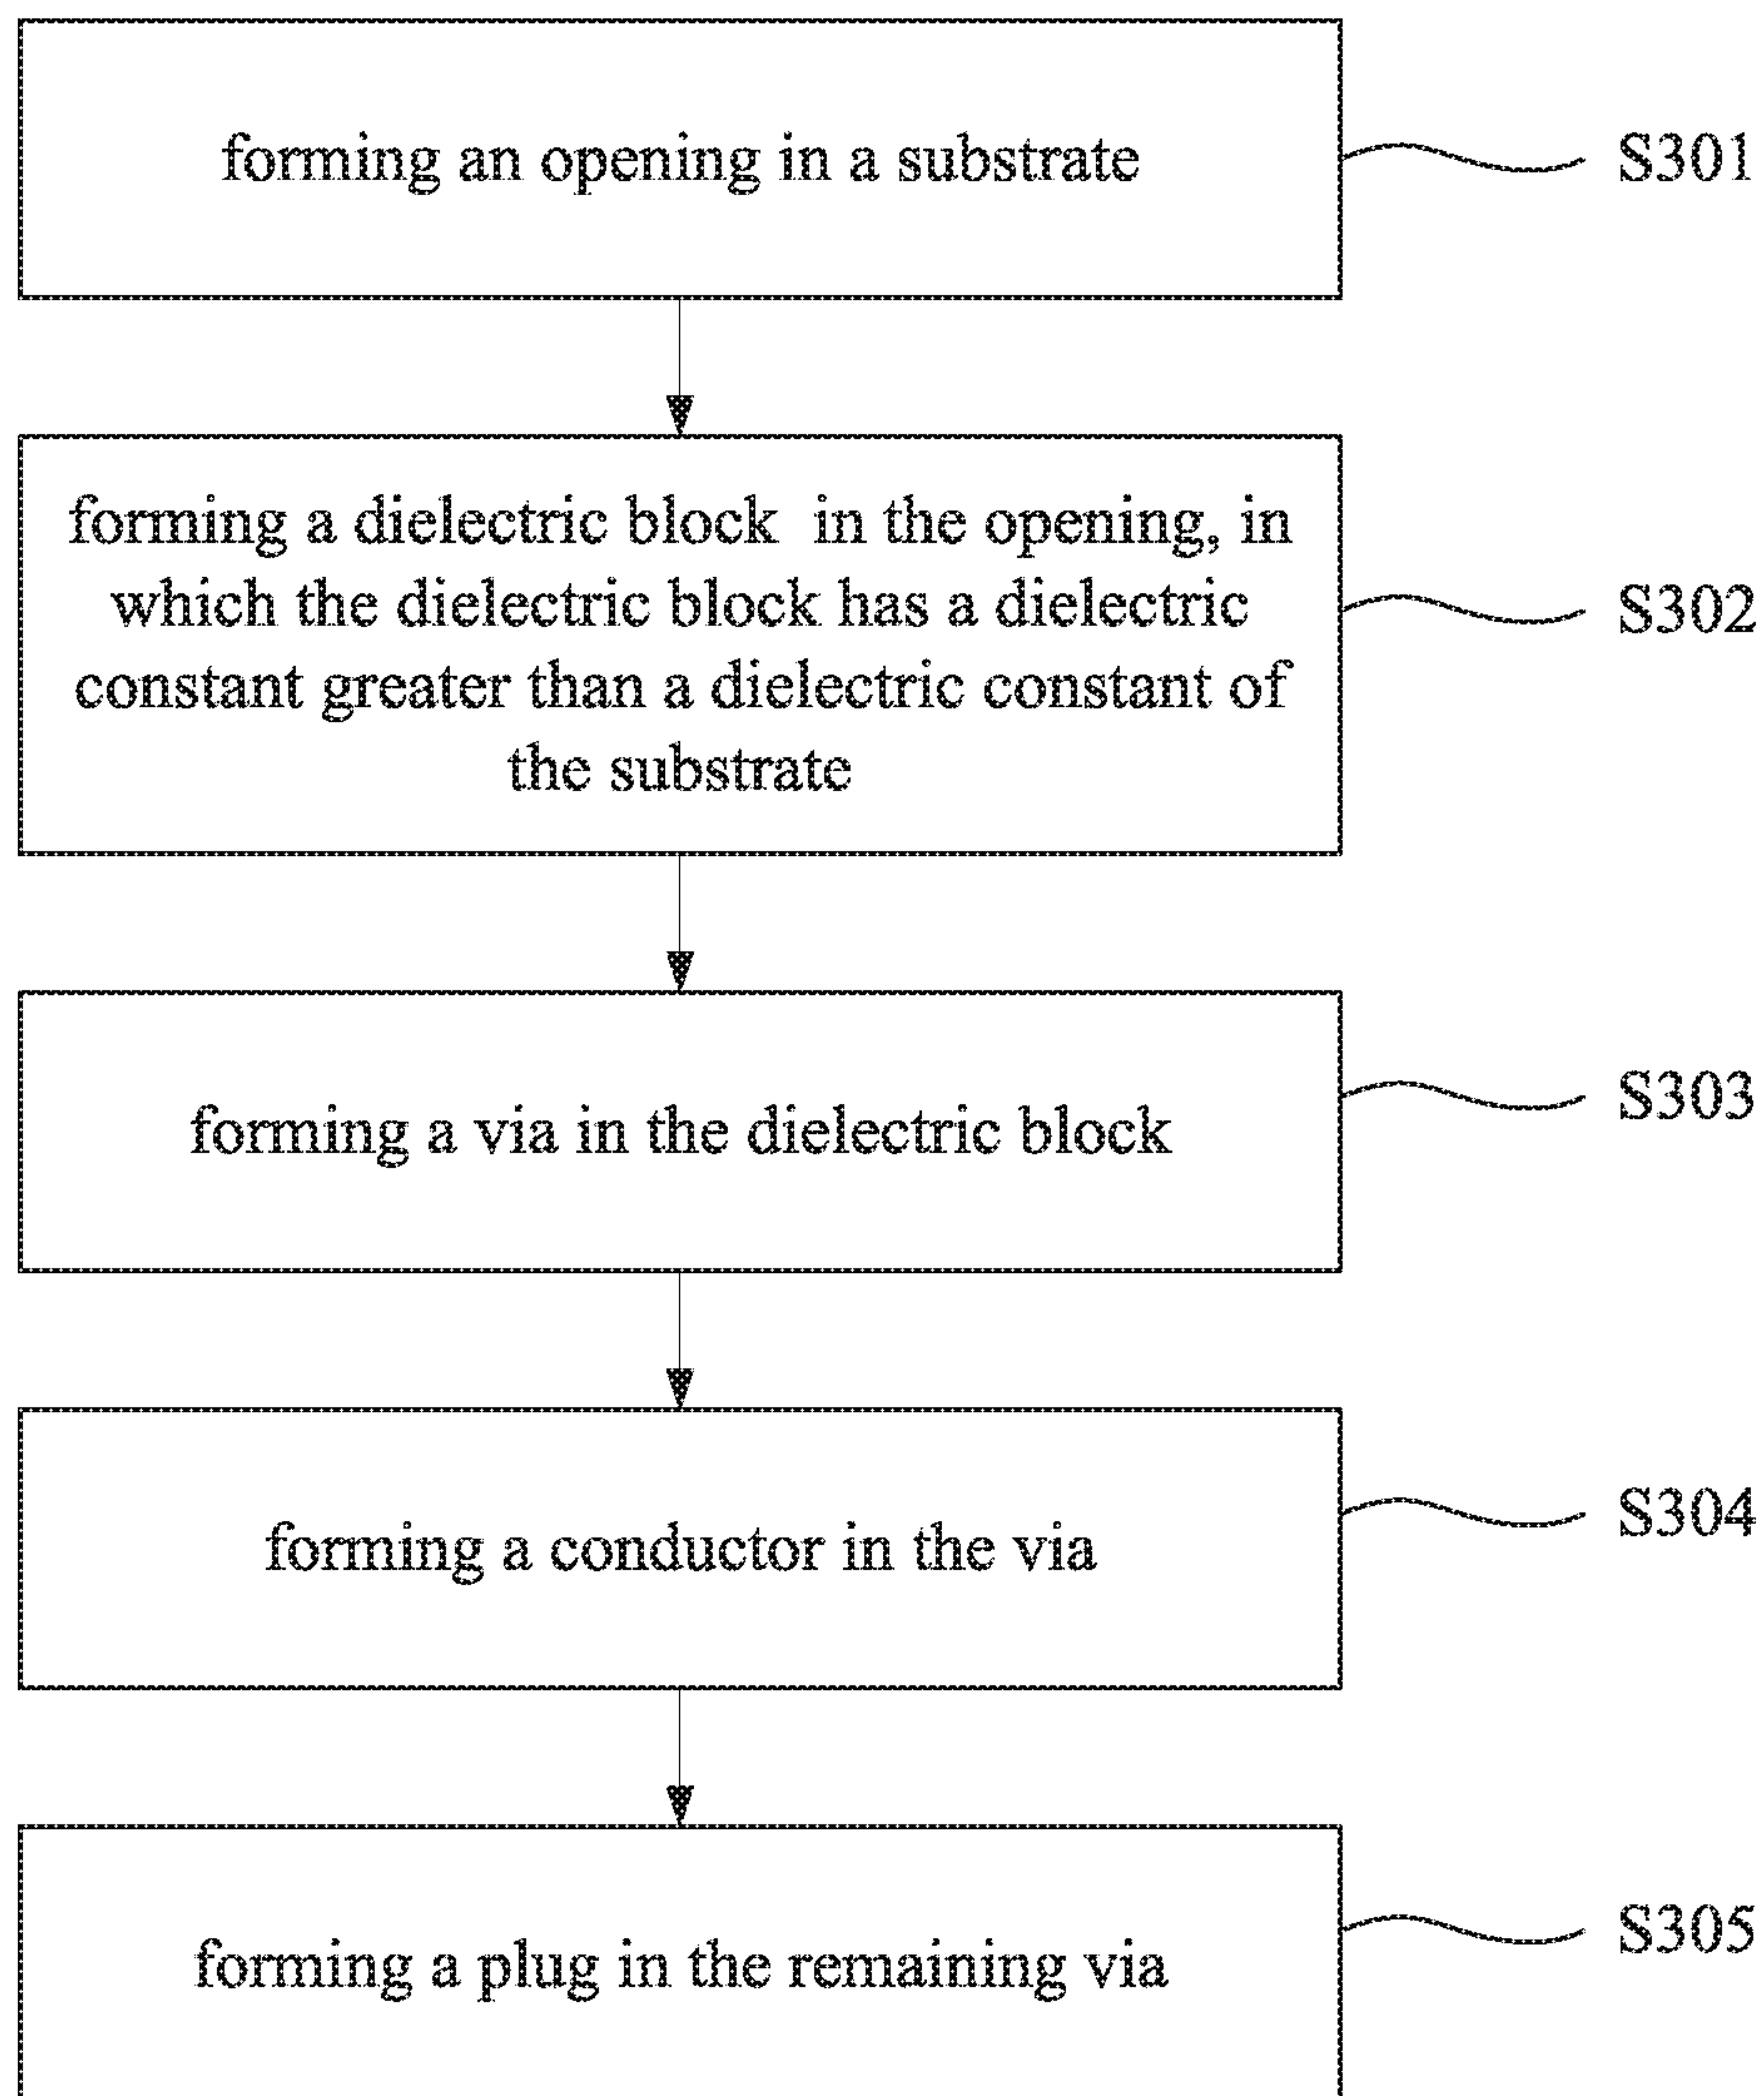 forming an opening in a substrate
S301
forming a dielectric block in the opening, in
which the dielectric block has a dielectric
constant greater than a dielectric constant of
the substrate
S302
forming a via in the dielectric block
S303
forming a conductor in the via
S304
forming a plug in the remaining via
S305